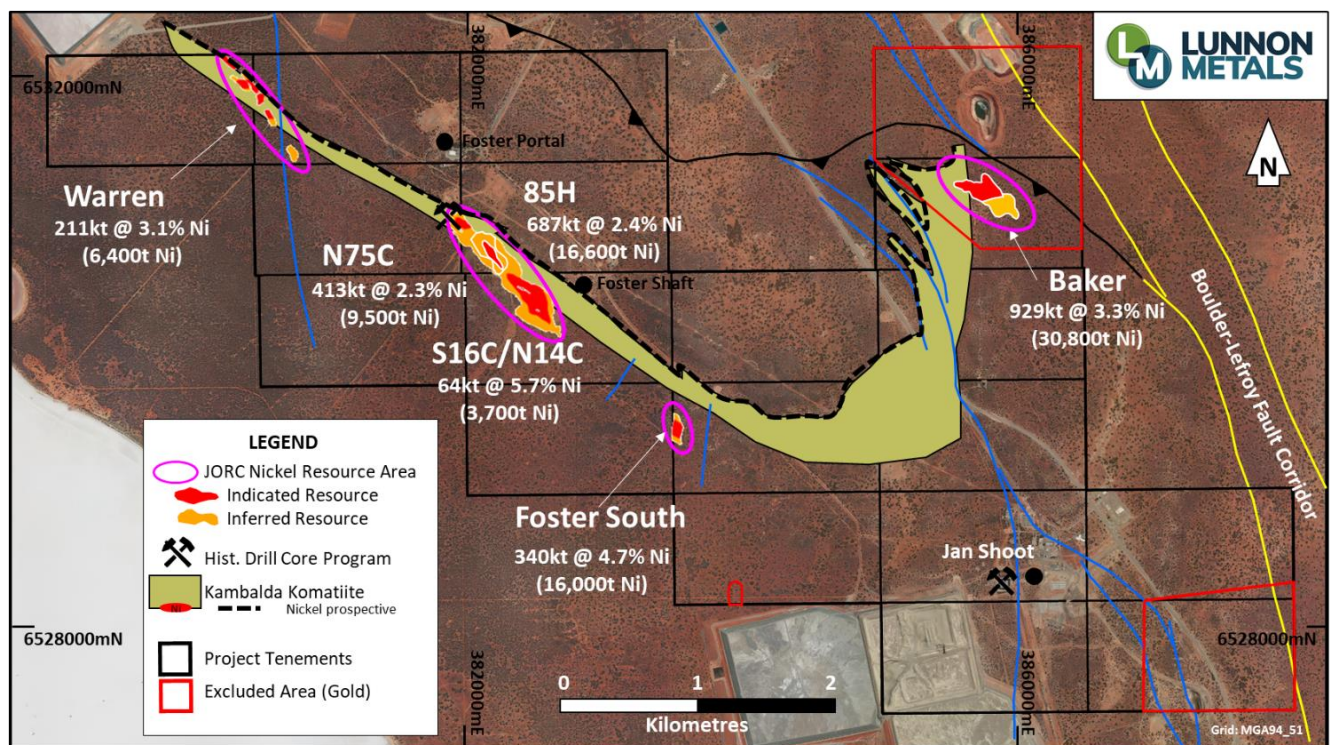 LM
LUNNON
METALS
N
6532000mN
382000mE
386000mE
Foster Portal
Warren
211kt @ 3.1% Ni
(6,400t Ni)
85H
687kt @ 2.4% Ni
(16,600t Ni)
N75C
413kt @ 2.3% Ni
(9,500t Ni)
Foster Shaft
Baker
929kt @ 3.3% Ni
(30,800t Ni)
Boulder-Lefroy Fault Corridor
S16C/N14C
64kt @ 5.7% Ni
(3,700t Ni)
Foster South
340kt @ 4.7% Ni
(16,000t Ni)
Jan Shoot
LEGEND
JORC Nickel Resource Area
Indicated Resource
Inferred Resource
Hist. Drill Core Program
Kambalda Komatiite
Ni
Nickel prospective
Project Tenements
Excluded Area (Gold)
6528000mN
6528000mN
382000mE
386000mE
0 1 2
Kilometres
Grid: MGA94_51